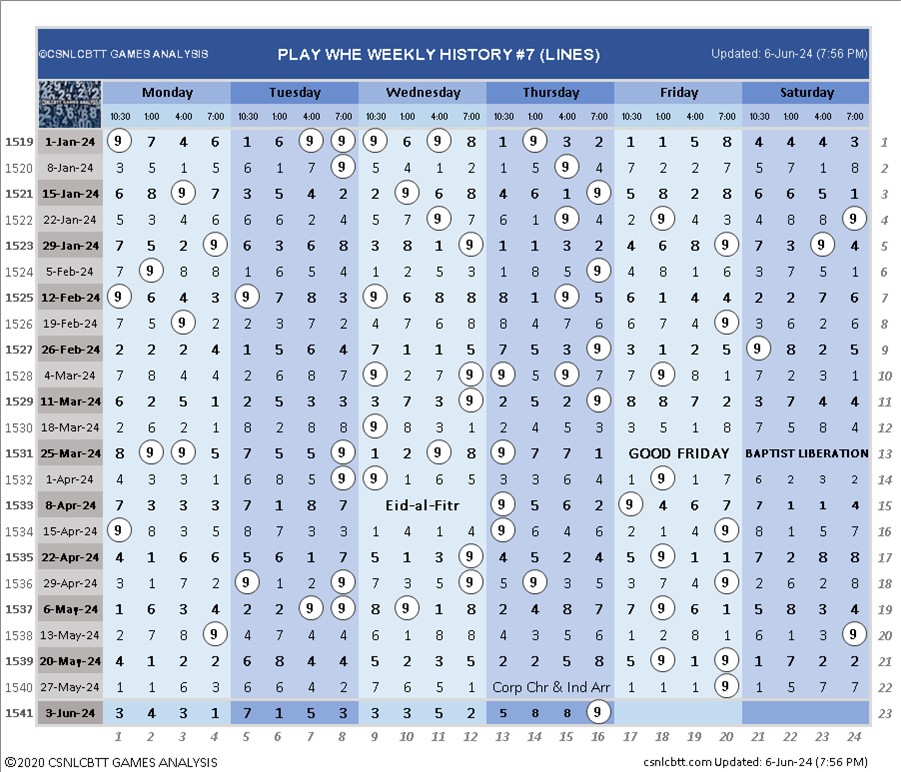 ©CSNLCBTT GAMES ANALYSIS PLAY WHE WEEKLY HISTORY #7 (LINES) Updated: 6-Jun-24 (7:56 PM)
Monday Tuesday Wednesday Thursday Friday Saturday
10:30 1:00 4:00 7:00 10:30 1:00 4:00 7:00 10:30 1:00 4:00 7:00 10:30 1:00 4:00 7:00 10:30 1:00 4:00 7:00 10:30 1:00 4:00 7:00
1519 1-Jan-24 9 7 4 6 1 6 9 9 9 6 9 8 1 9 3 2 1 1 5 8 4 4 4 3 1
1520 8-Jan-24 3 5 1 5 6 1 7 9 5 4 1 2 1 5 9 4 7 2 2 7 5 7 1 8 2
1521 15-Jan-24 6 8 9 7 3 5 4 2 2 9 6 8 4 6 1 9 5 8 2 8 6 6 5 1 3
1522 22-Jan-24 5 3 4 6 6 6 2 4 5 7 9 7 6 1 9 4 2 9 4 3 4 8 8 9 4
1523 29-Jan-24 7 5 2 9 6 3 6 8 3 8 1 9 1 1 3 2 4 6 8 9 7 3 9 4 5
1524 5-Feb-24 7 9 8 8 1 6 5 4 1 2 5 3 1 8 5 9 4 8 1 6 3 7 5 1 6
1525 12-Feb-24 9 6 4 3 9 7 8 3 9 6 8 8 8 1 9 5 6 1 4 4 2 2 7 6 7
1526 19-Feb-24 7 5 9 2 2 3 7 2 4 7 6 8 8 4 7 6 6 7 4 9 3 6 2 6 8
1527 26-Feb-24 2 2 2 4 1 5 6 4 7 1 1 5 7 5 3 9 3 1 2 5 9 8 2 5 9
1528 4-Mar-24 7 8 4 4 2 6 8 7 9 2 7 9 9 5 9 7 7 9 8 1 7 2 3 1 10
1529 11-Mar-24 6 2 5 1 2 5 3 3 3 7 3 9 2 5 2 9 8 8 7 2 3 7 4 4 11
1530 18-Mar-24 2 6 2 1 8 2 2 8 9 8 3 1 2 4 5 3 3 5 8 1 7 5 8 4 12
1531 25-Mar-24 8 9 9 5 7 5 5 9 1 2 9 8 9 7 7 1 GOOD FRIDAY BAPTIST LIBERATION 13
1532 1-Apr-24 4 3 3 1 6 8 5 9 9 1 6 5 3 3 6 4 1 9 1 7 6 2 3 2 14
1533 8-Apr-24 7 3 3 3 7 1 8 7 Eid-al-Fitr 9 5 6 2 9 4 6 7 7 1 1 4 15
1534 15-Apr-24 9 8 3 5 8 7 3 3 1 4 1 4 9 6 4 6 2 1 4 9 8 1 5 7 16
1535 22-Apr-24 4 1 6 6 5 6 1 7 5 1 3 9 4 5 2 4 5 9 1 1 7 2 8 8 17
1536 29-Apr-24 3 1 7 2 9 1 2 9 7 3 5 9 5 9 3 5 3 7 4 9 2 6 2 8 18
1537 6-May-24 1 6 3 4 2 2 9 9 8 9 1 8 2 4 8 7 7 9 6 1 5 8 3 4 19
1538 13-May-24 2 7 8 9 4 7 4 4 6 1 8 8 4 3 5 6 1 2 8 1 6 1 3 9 20
1539 20-May-24 4 1 2 2 6 8 4 4 5 2 3 5 2 2 5 8 5 9 1 9 1 7 2 2 21
1540 27-May-24 1 1 6 3 6 6 4 2 7 6 5 1 Corp Chr & Ind Arr 1 1 1 9 1 5 7 7 22
1541 3-Jun-24 3 4 3 1 7 1 5 3 3 3 5 2 5 8 8 9 23
1 2 3 4 5 6 7 8 9 10 11 12 13 14 15 16 17 18 19 20 21 22 23 24
©2020 CSNLCBTT GAMES ANALYSIS csnlcbtt.com Updated: 6-Jun-24 (7:56 PM)